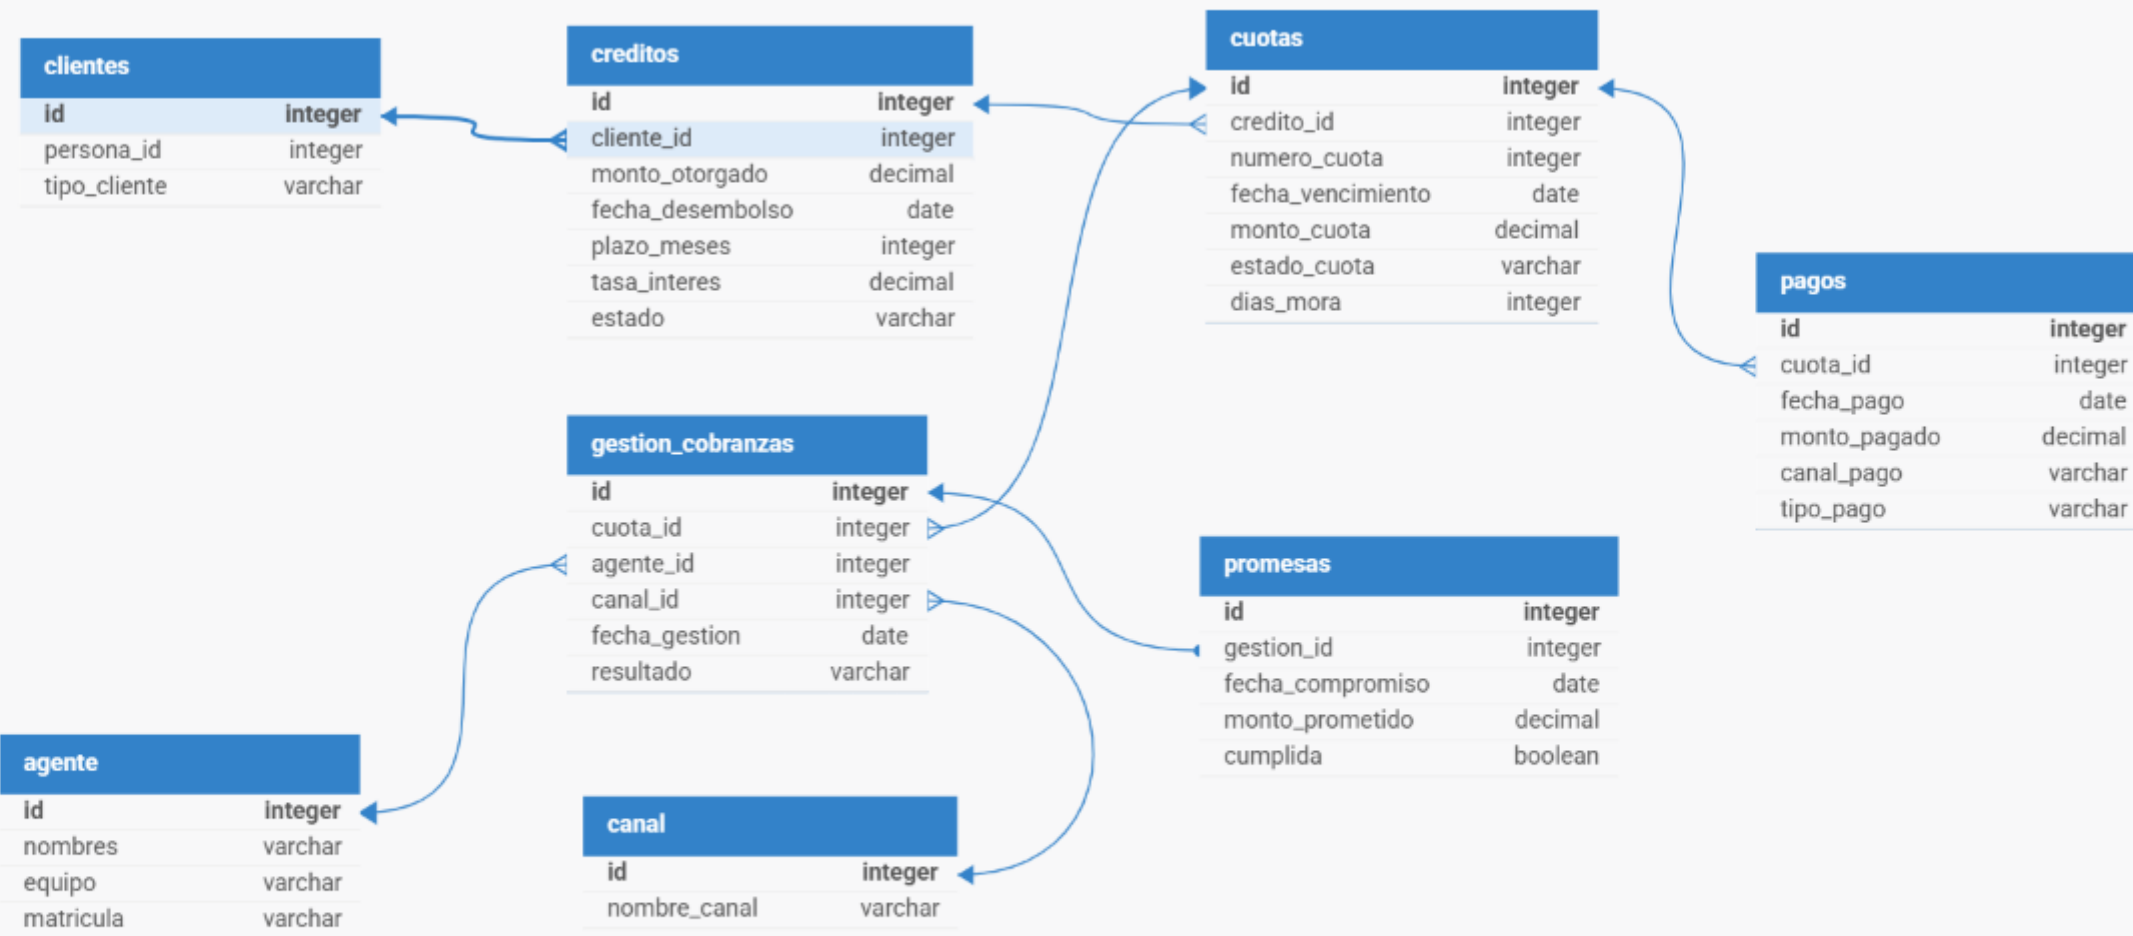 clientes
id integer
persona_id integer
tipo_cliente varchar
creditos
id integer
cliente_id integer
monto_otorgado decimal
fecha_desembolso date
plazo_meses integer
tasa_interes decimal
estado varchar
cuotas
id integer
credito_id integer
numero_cuota integer
fecha_vencimiento date
monto_cuota decimal
estado_cuota varchar
dias_mora integer
pagos
id integer
cuota_id integer
fecha_pago date
monto_pagado decimal
canal_pago varchar
tipo_pago varchar
gestion_cobranzas
id integer
cuota_id integer
agente_id integer
canal_id integer
fecha_gestion date
resultado varchar
promesas
id integer
gestion_id integer
fecha_compromiso date
monto_prometido decimal
cumplida boolean
agente
id integer
nombres varchar
equipo varchar
matricula varchar
canal
id integer
nombre_canal varchar